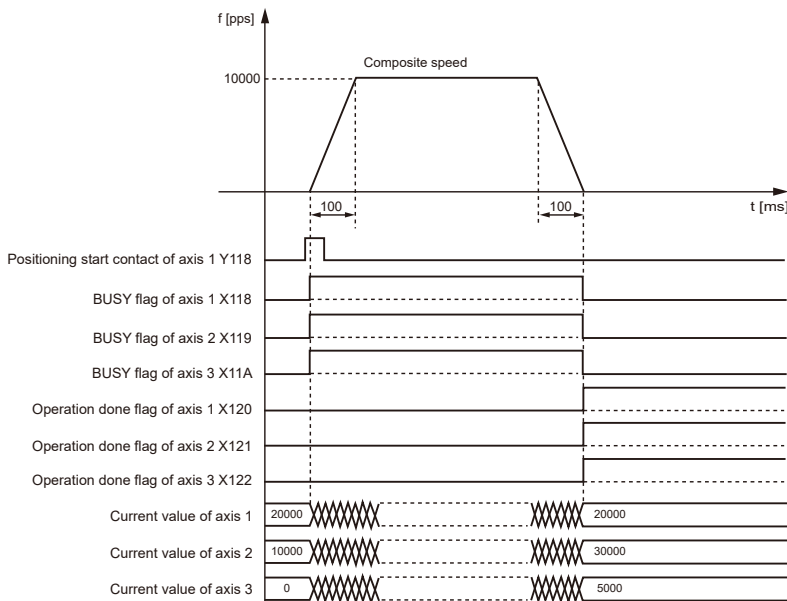 f [pps]
Composite speed
10000
100 100 t [ms]
Positioning start contact of axis 1 Y118
BUSY flag of axis 1 X118
BUSY flag of axis 2 X119
BUSY flag of axis 3 X11A
Operation done flag of axis 1 X120
Operation done flag of axis 2 X121
Operation done flag of axis 3 X122
Current value of axis 1 20000 20000
Current value of axis 2 10000 30000
Current value of axis 3 0 5000